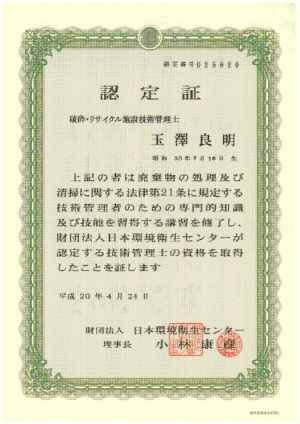 認定番号D25820
認定証
破砕・リサイクル施設技術管理士
玉澤良明
昭和 35年7月16日 生
上記の者は廃棄物の処理及び
清掃に関する法律第21条に規定する
技術管理者のための専門的知識
及び技能を習得する講習を修了し、
財団法人日本環境衛生センターが
認定する技術管理士の資格を取得
したことを証します
平成20年4月24日
財団法人 日本環境衛生センター
理事長 小林康彦